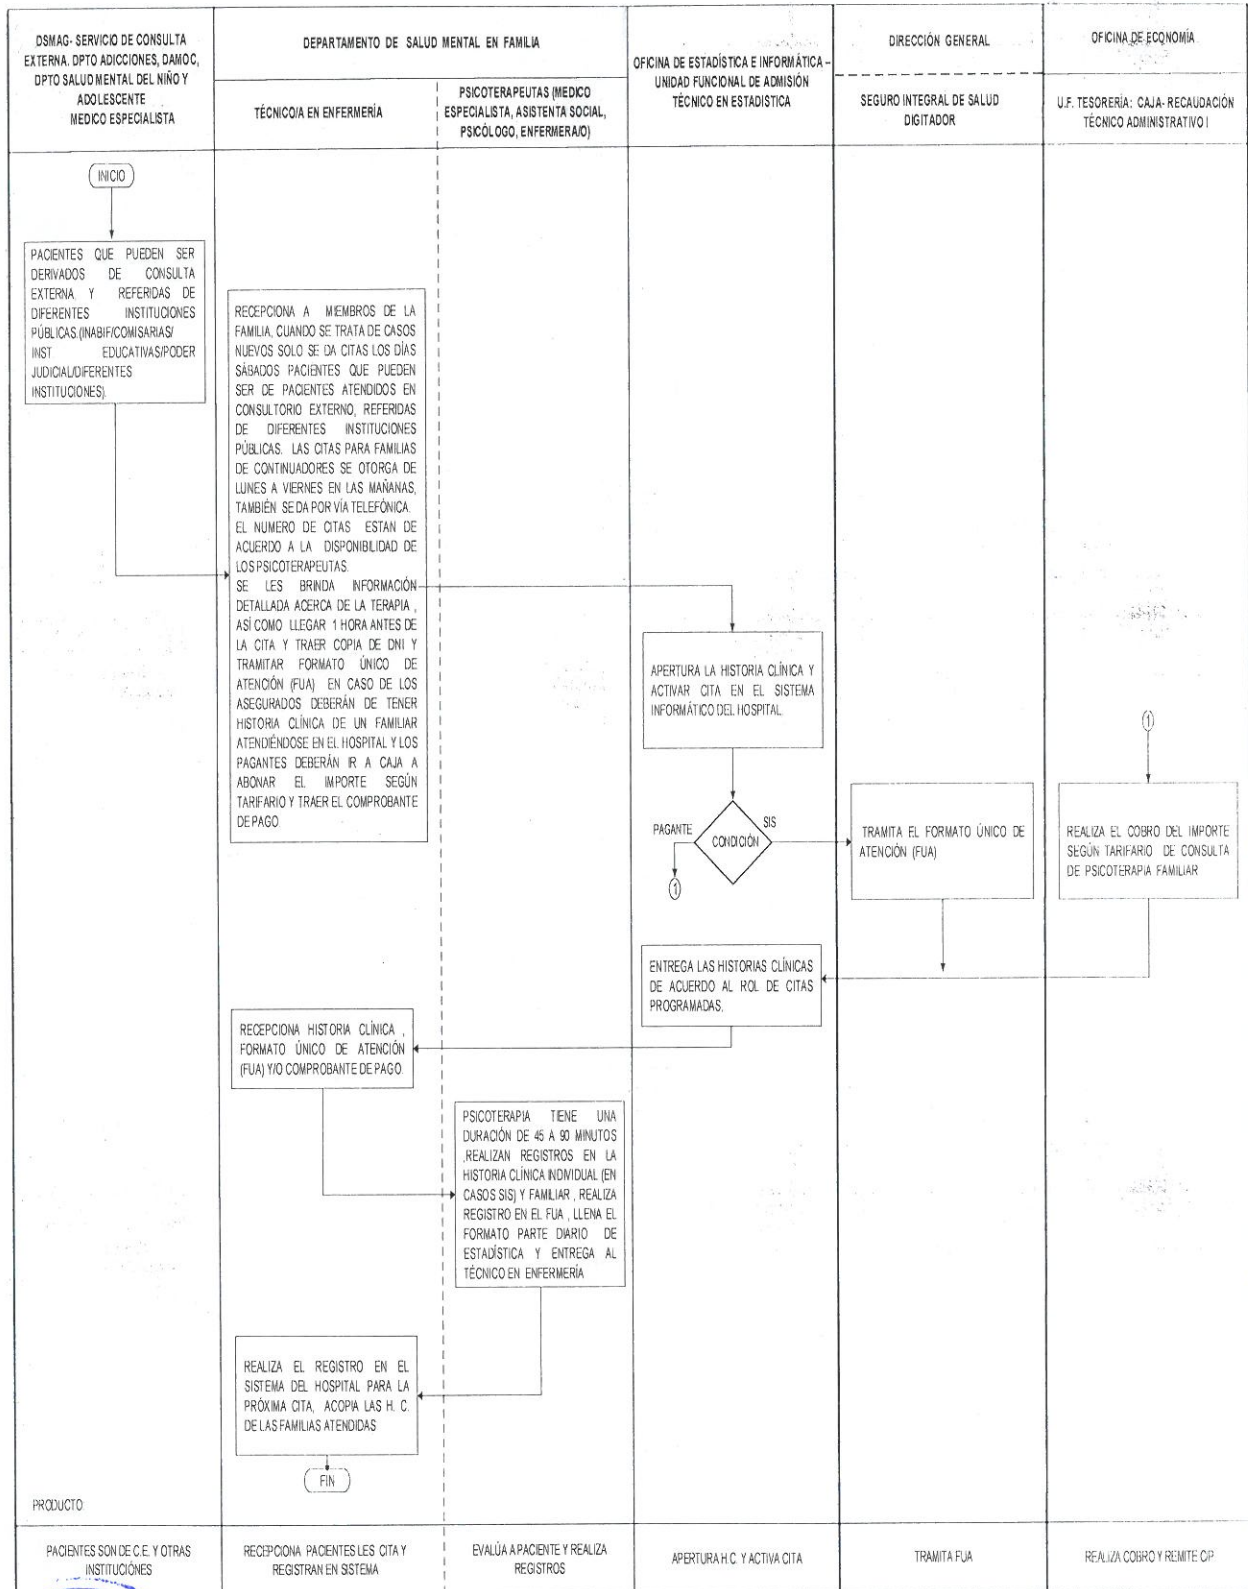 DSMAG- SERVICIO DE CONSULTA
EXTERNA. DPTO ADICCIONES, DAMOC,
DPTO SALUD MENTAL DEL NIÑO Y
ADOLESCENTE
MEDICO ESPECIALISTA
DEPARTAMENTO DE SALUD MENTAL EN FAMILIA
TÉCNICO/A EN ENFERMERÍA
PSICOTERAPEUTAS (MEDICO
ESPECIALISTA, ASISTENTA SOCIAL,
PSICÓLOGO, ENFERMERA/O)
OFICINA DE ESTADÍSTICA E INFORMÁTICA –
UNIDAD FUNCIONAL DE ADMISIÓN
TÉCNICO EN ESTADISTICA
DIRECCIÓN GENERAL
SEGURO INTEGRAL DE SALUD
DIGITADOR
OFICINA DE ECONOMÍA
U.F. TESORERÍA: CAJA- RECAUDACIÓN
TÉCNICO ADMINISTRATIVO I
INICIO
PACIENTES QUE PUEDEN SER
DERIVADOS DE CONSULTA
EXTERNA Y REFERIDAS DE
DIFERENTES INSTITUCIONES
PÚBLICAS.(INABIF/COMISARIAS/
INST EDUCATIVAS/PODER
JUDICIAL/DIFERENTES
INSTITUCIONES).
RECEPCIONA A MIEMBROS DE LA
FAMILIA, CUANDO SE TRATA DE CASOS
NUEVOS SOLO SE DA CITAS LOS DÍAS
SÁBADOS PACIENTES QUE PUEDEN
SER DE PACIENTES ATENDIDOS EN
CONSULTORIO EXTERNO, REFERIDAS
DE DIFERENTES INSTITUCIONES
PÚBLICAS. LAS CITAS PARA FAMILIAS
DE CONTINUADORES SE OTORGA DE
LUNES A VIERNES EN LAS MAÑANAS,
TAMBIÉN SE DA POR VÍA TELEFÓNICA.
EL NUMERO DE CITAS ESTAN DE
ACUERDO A LA DISPONIBILIDAD DE
LOS PSICOTERAPEUTAS.
SE LES BRINDA INFORMACIÓN
DETALLADA ACERCA DE LA TERAPIA ,
ASÍ COMO LLEGAR 1 HORA ANTES DE
LA CITA Y TRAER COPIA DE DNI Y
TRAMITAR FORMATO ÚNICO DE
ATENCIÓN (FUA) EN CASO DE LOS
ASEGURADOS DEBERÁN DE TENER
HISTORIA CLÍNICA DE UN FAMILIAR
ATENDIÉNDOSE EN EL HOSPITAL Y LOS
PAGANTES DEBERÁN IR A CAJA A
ABONAR EL IMPORTE SEGÚN
TARIFARIO Y TRAER EL COMPROBANTE
DE PAGO
APERTURA LA HISTORIA CLÍNICA Y
ACTIVAR CITA EN EL SISTEMA
INFORMÁTICO DEL HOSPITAL.
PAGANTE
CONDICIÓN
SIS
1
TRAMITA EL FORMATO ÚNICO DE
ATENCIÓN (FUA)
1
REALIZA EL COBRO DEL IMPORTE
SEGÚN TARIFARIO DE CONSULTA
DE PSICOTERAPIA FAMILIAR
ENTREGA LAS HISTORIAS CLÍNICAS
DE ACUERDO AL ROL DE CITAS
PROGRAMADAS.
RECEPCIONA HISTORIA CLÍNICA ,
FORMATO ÚNICO DE ATENCIÓN
(FUA) Y/O COMPROBANTE DE PAGO.
PSICOTERAPIA TIENE UNA
DURACIÓN DE 45 A 90 MINUTOS
,REALIZAN REGISTROS EN LA
HISTORIA CLÍNICA INDIVIDUAL (EN
CASOS SIS) Y FAMILIAR , REALIZA
REGISTRO EN EL FUA , LLENA EL
FORMATO PARTE DIARIO DE
ESTADÍSTICA Y ENTREGA AL
TÉCNICO EN ENFERMERÍA
REALIZA EL REGISTRO EN EL
SISTEMA DEL HOSPITAL PARA LA
PRÓXIMA CITA, ACOPIA LAS H. C.
DE LAS FAMILIAS ATENDIDAS
FIN
PRODUCTO
PACIENTES SON DE C.E. Y OTRAS
INSTITUCIÓNES
RECEPCIONA PACIENTES LES CITA Y
REGISTRAN EN SISTEMA
EVALÚA A PACIENTE Y REALIZA
REGISTROS
APERTURA H.C. Y ACTIVA CITA
TRAMITA FUA
REALIZA COBRO Y REMITE C/P